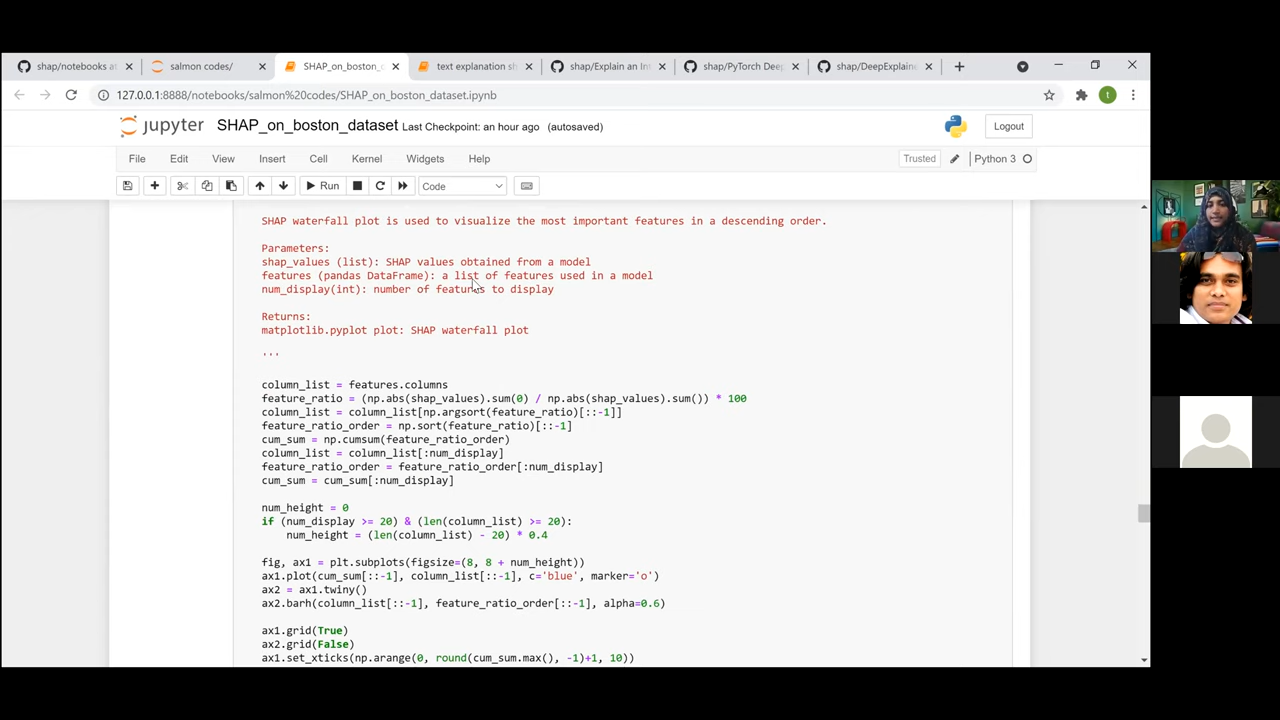 shap/notebooks at
salmon codes/
SHAP_on_boston_d
text explanation sh
shap/Explain an Int
shap/PyTorch Deep
shap/DeepExplaine
127.0.0.1:8888/notebooks/salmon%20codes/SHAP_on_boston_dataset.ipynb
t
jupyter SHAP_on_boston_dataset Last Checkpoint: an hour ago (autosaved)
Logout
File Edit View Insert Cell Kernel Widgets Help
Trusted Python 3
Run Code
SHAP waterfall plot is used to visualize the most important features in a descending order.
Parameters:
shap_values (list): SHAP values obtained from a model
features (pandas DataFrame): a list of features used in a model
num_display(int): number of features to display
Returns:
matplotlib.pyplot plot: SHAP waterfall plot
'''
column_list = features.columns
feature_ratio = (np.abs(shap_values).sum(0) / np.abs(shap_values).sum()) * 100
column_list = column_list[np.argsort(feature_ratio)[::-1]]
feature_ratio_order = np.sort(feature_ratio)[::-1]
cum_sum = np.cumsum(feature_ratio_order)
column_list = column_list[:num_display]
feature_ratio_order = feature_ratio_order[:num_display]
cum_sum = cum_sum[:num_display]
num_height = 0
if (num_display >= 20) & (len(column_list) >= 20):
num_height = (len(column_list) - 20) * 0.4
fig, ax1 = plt.subplots(figsize=(8, 8 + num_height))
ax1.plot(cum_sum[::-1], column_list[::-1], c='blue', marker='o')
ax2 = ax1.twiny()
ax2.barh(column_list[::-1], feature_ratio_order[::-1], alpha=0.6)
ax1.grid(True)
ax2.grid(False)
ax1.set_xticks(np.arange(0, round(cum_sum.max(), -1)+1, 10))